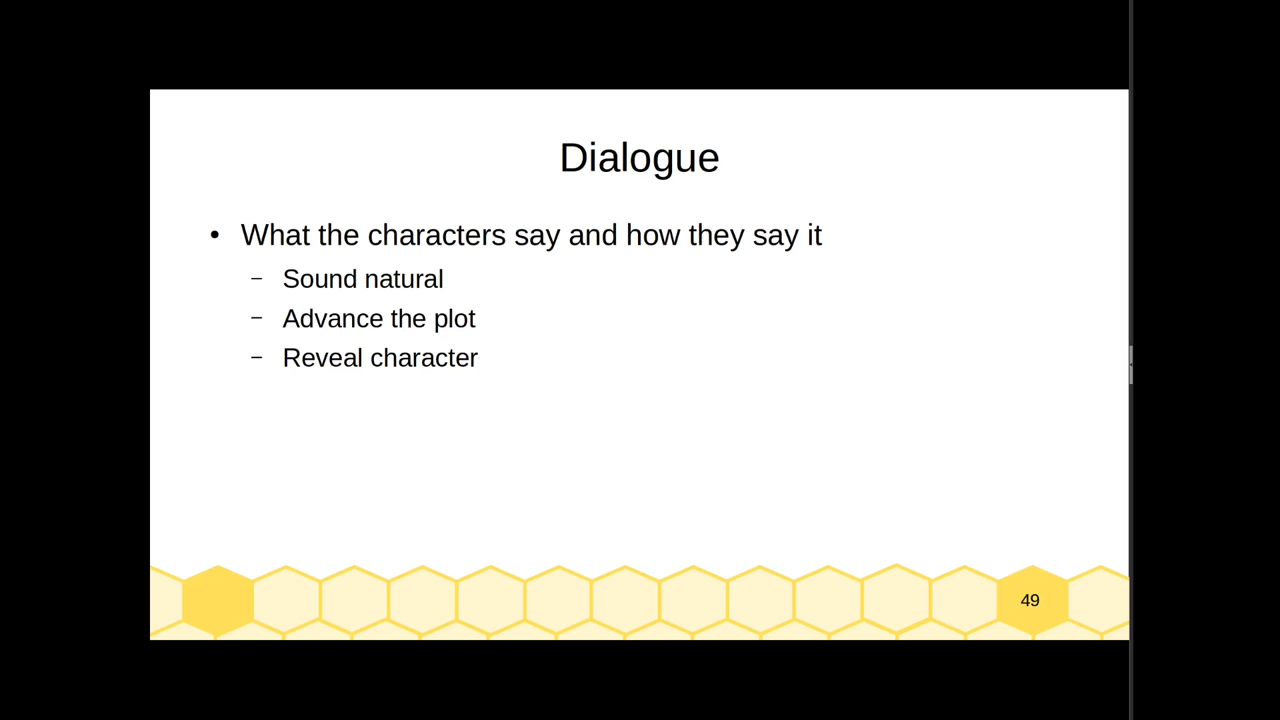 Dialogue
• What the characters say and how they say it
– Sound natural
– Advance the plot
– Reveal character
49